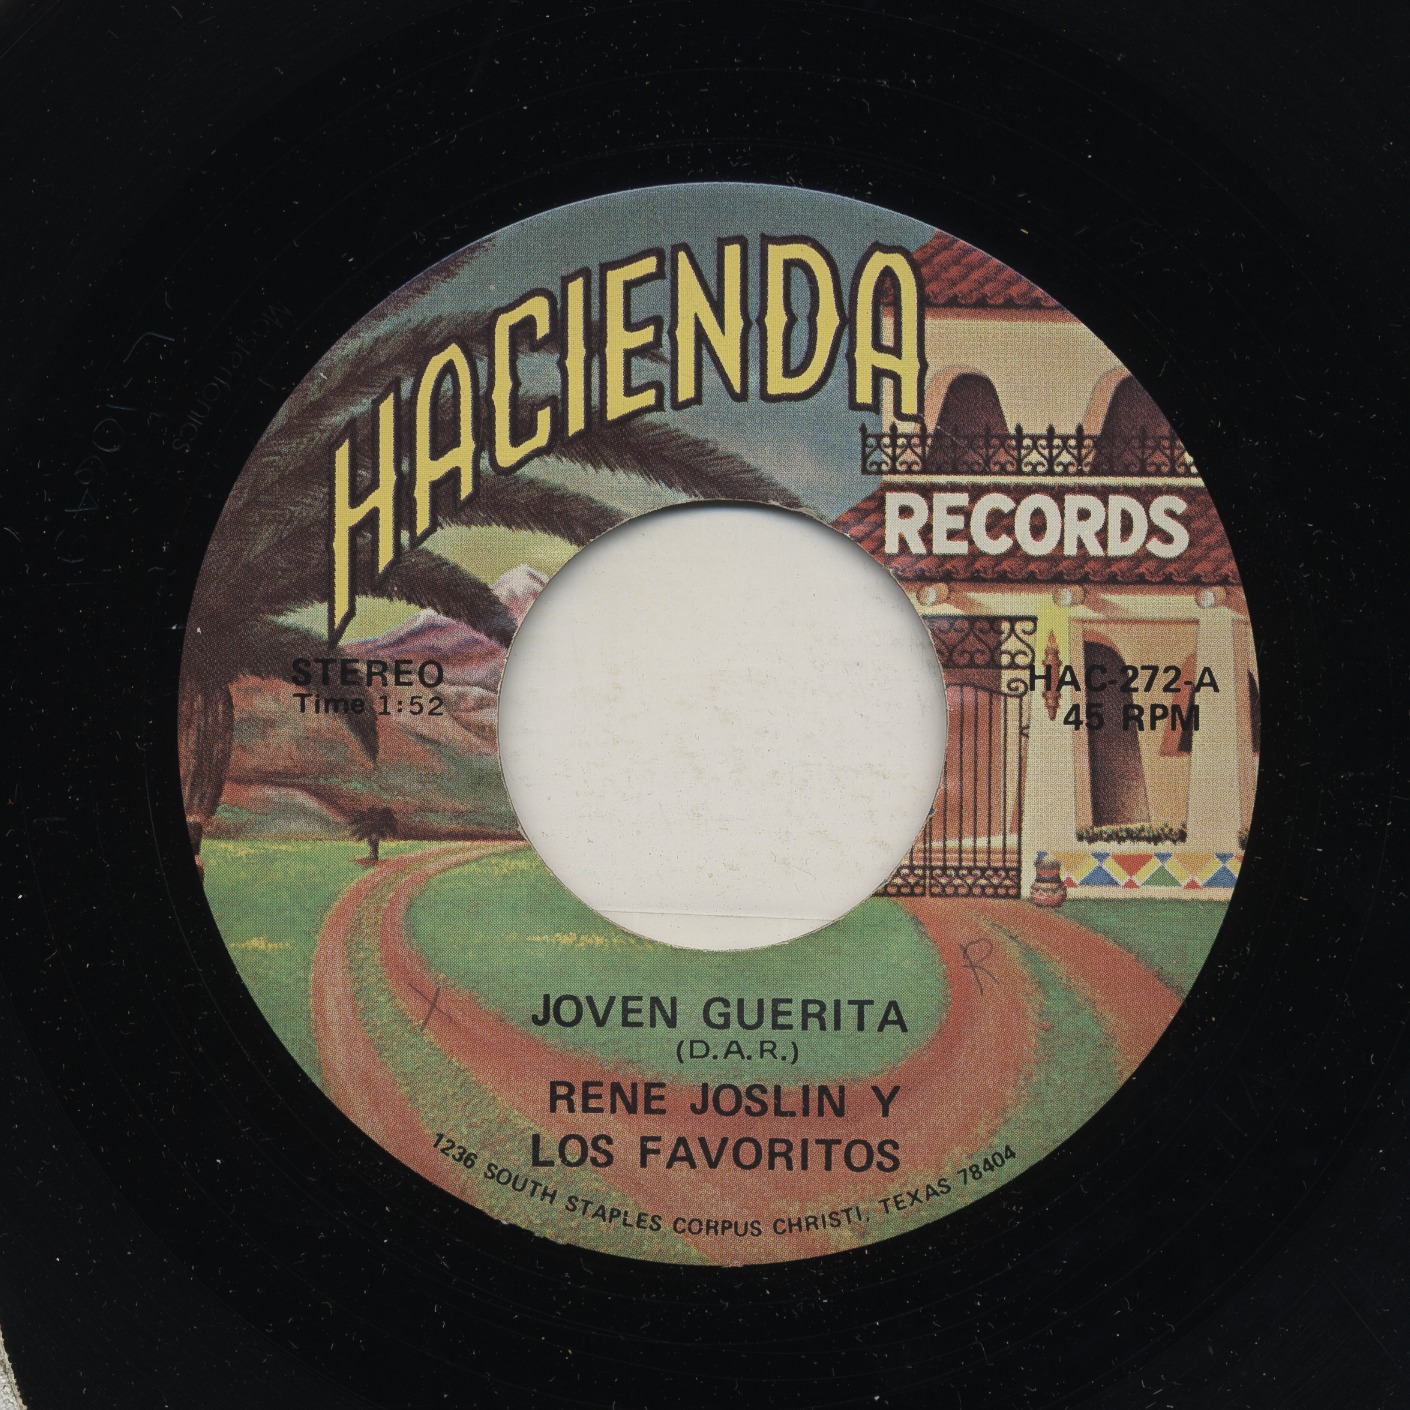 HACIENDA
RECORDS
STEREO
Time 1:52
HAC-272-A
45 RPM
X
R
JOVEN GUERITA
(D.A.R.)
RENE JOSLIN Y
LOS FAVORITOS
1236 SOUTH STAPLES CORPUS CHRISTI, TEXAS 78404